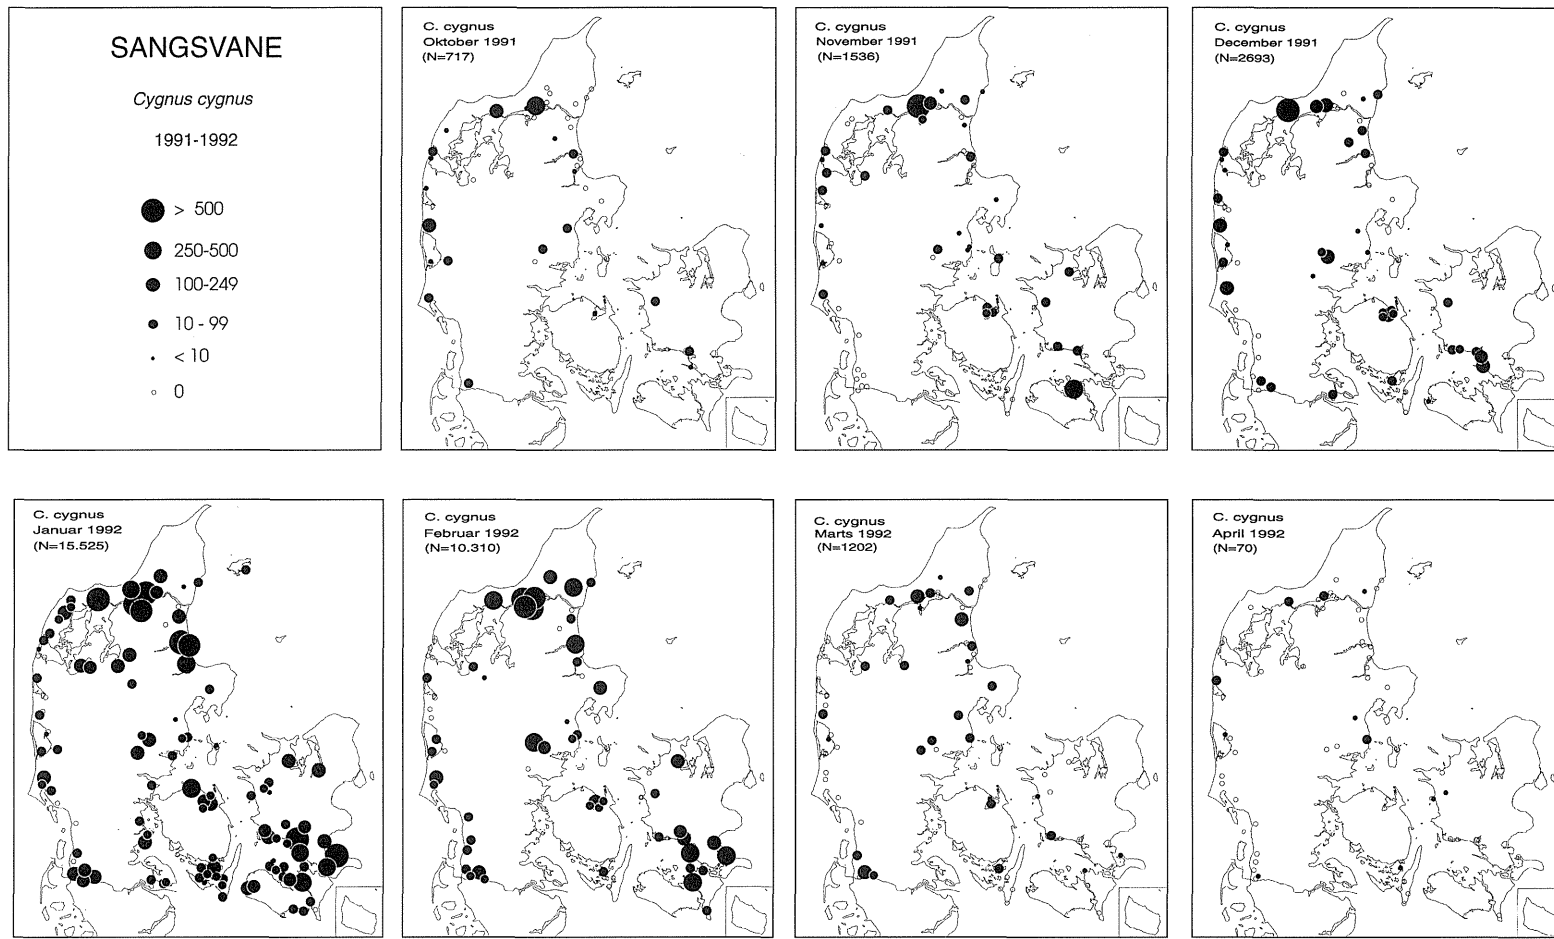 SANGSVANE
Cygnus cygnus
1991-1992
> 500
250-500
100-249
10 - 99
< 10
0
C. cygnus
Oktober 1991
(N=717)
C. cygnus
November 1991
(N=1536)
C. cygnus
December 1991
(N=2693)
C. cygnus
Januar 1992
(N=15.525)
C. cygnus
Februar 1992
(N=10.310)
C. cygnus
Marts 1992
(N=1202)
C. cygnus
April 1992
(N=70)